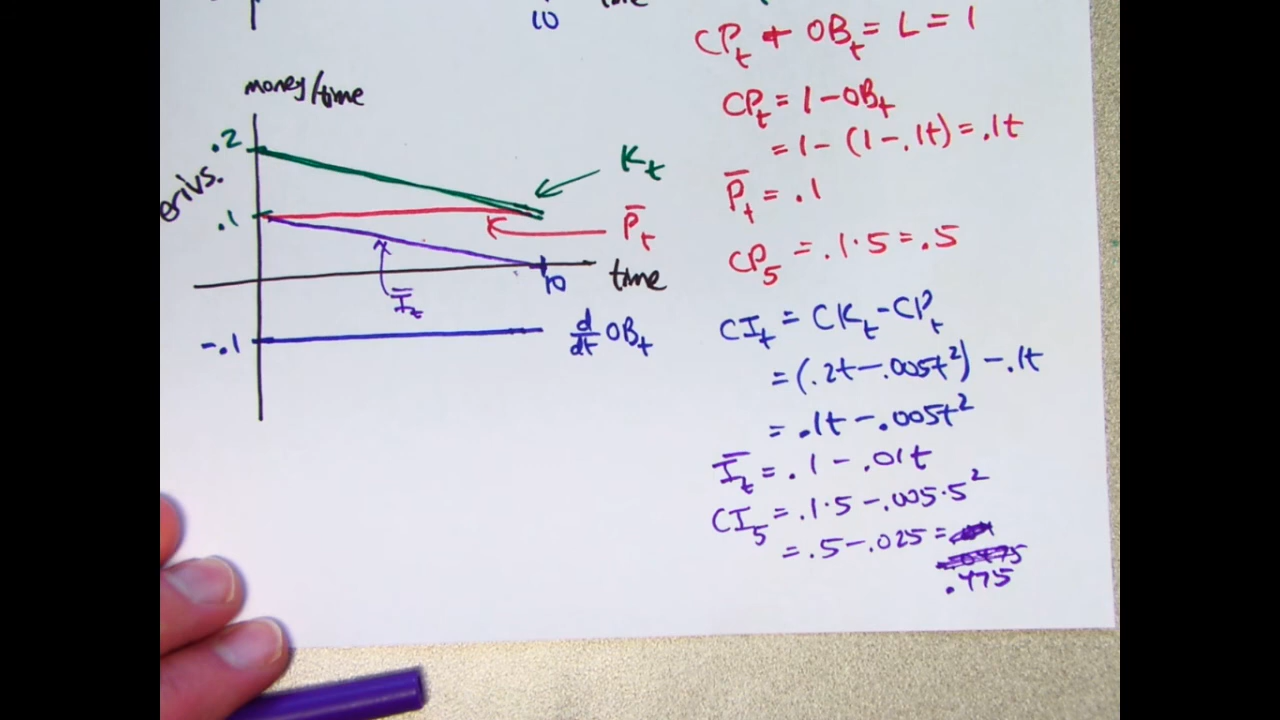 10
money/time
.2
.1
-.1
erivs.
K_t
P̄_t
time
10
Ī_t
d/dt OB_t
CP_t + OB_t = L = 1
CP_t = 1 - OB_t
= 1 - (1 - .1t) = .1t
P̄_t = .1
CP_5 = .1·5 = .5
CI_t = CK_t - CP_t
= (.2t - .005t²) - .1t
= .1t - .005t²
Ī_t = .1 - .01t
CI_5 = .1·5 - .005·5²
= .5 - .025 =
.475